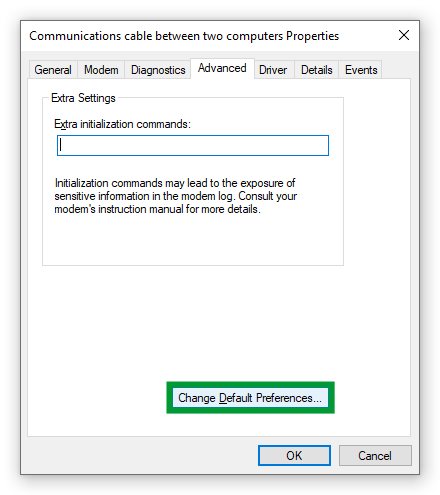 Communications cable between two computers Properties
General Modem Diagnostics Advanced Driver Details Events
Extra Settings
Extra initialization commands:
Initialization commands may lead to the exposure of
sensitive information in the modem log. Consult your
modem's instruction manual for more details.
Change Default Preferences...
OK Cancel